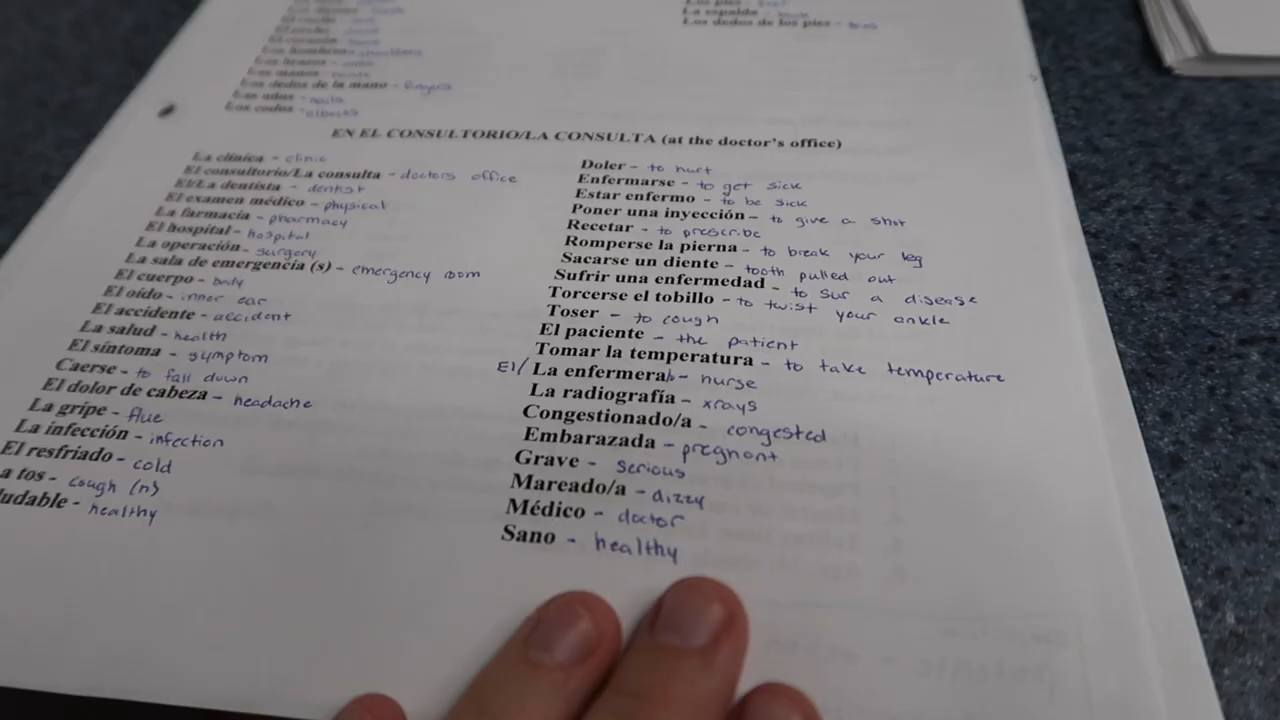 Los pies -
La espalda -
Los dedos de los pies - toes
Los hombros - shoulders
Los dedos de la mano - fingers
Los codos - elbows
EN EL CONSULTORIO/LA CONSULTA (at the doctor's office)
La clínica - clinic
El consultorio/La consulta - doctors office
El/La dentista - dentist
El examen médico - physical
La farmacia - pharmacy
El hospital - hospital
La operación - surgery
La sala de emergencia (s) - emergency room
El cuerpo - body
El oído - inner ear
El accidente - accident
La salud - health
El síntoma - symptom
Caerse - to fall down
El dolor de cabeza - headache
La gripe - flue
La infección - infection
El resfriado - cold
a tos - cough (n)
ludable - healthy
Doler - to hurt
Enfermarse - to get sick
Estar enfermo - to be sick
Poner una inyección - to give a shot
Recetar - to prescribe
Romperse la pierna - to break your leg
Sacarse un diente - tooth pulled out
Sufrir una enfermedad - to sur a disease
Torcerse el tobillo - to twist your ankle
Toser - to cough
El paciente - the patient
Tomar la temperatura - to take temperature
El/ La enfermera/o - nurse
La radiografía - xrays
Congestionado/a - congested
Embarazada - pregnant
Grave - serious
Mareado/a - dizzy
Médico - doctor
Sano - healthy